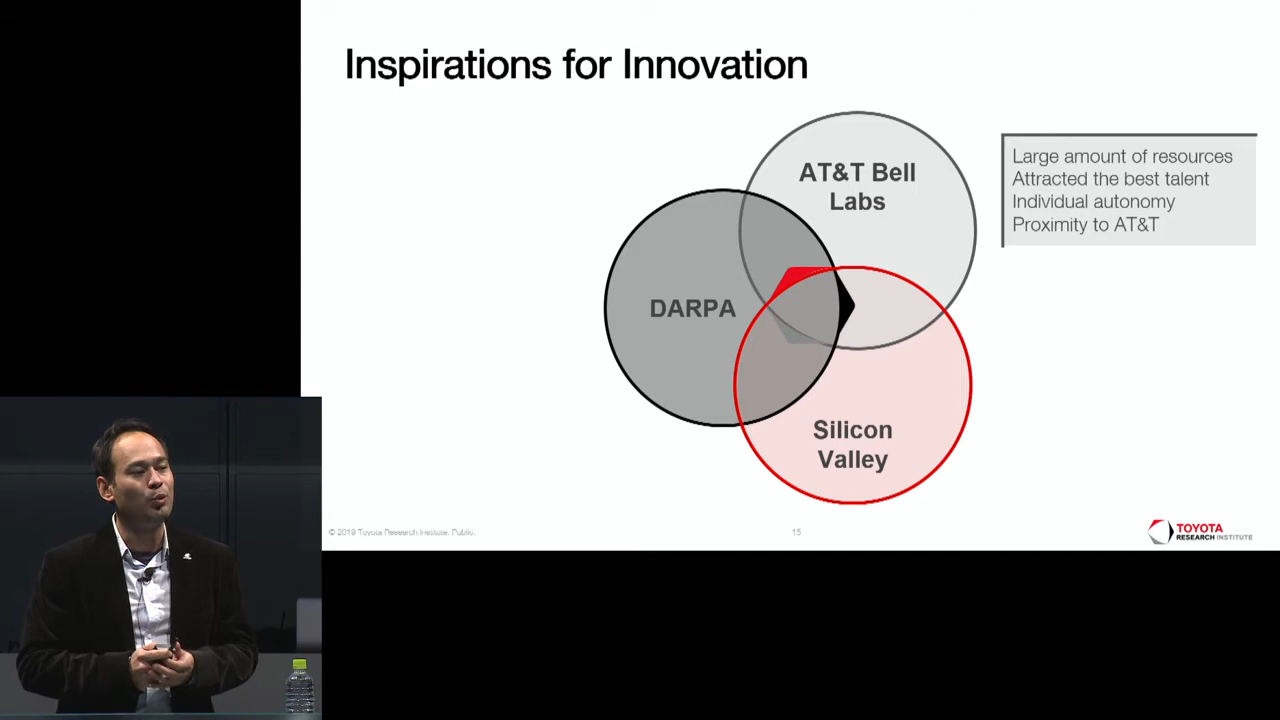 Inspirations for Innovation
AT&T Bell
Labs
Large amount of resources
Attracted the best talent
Individual autonomy
Proximity to AT&T
DARPA
Silicon
Valley
© 2019 Toyota Research Institute. Public.
15
TOYOTA
RESEARCH INSTITUTE